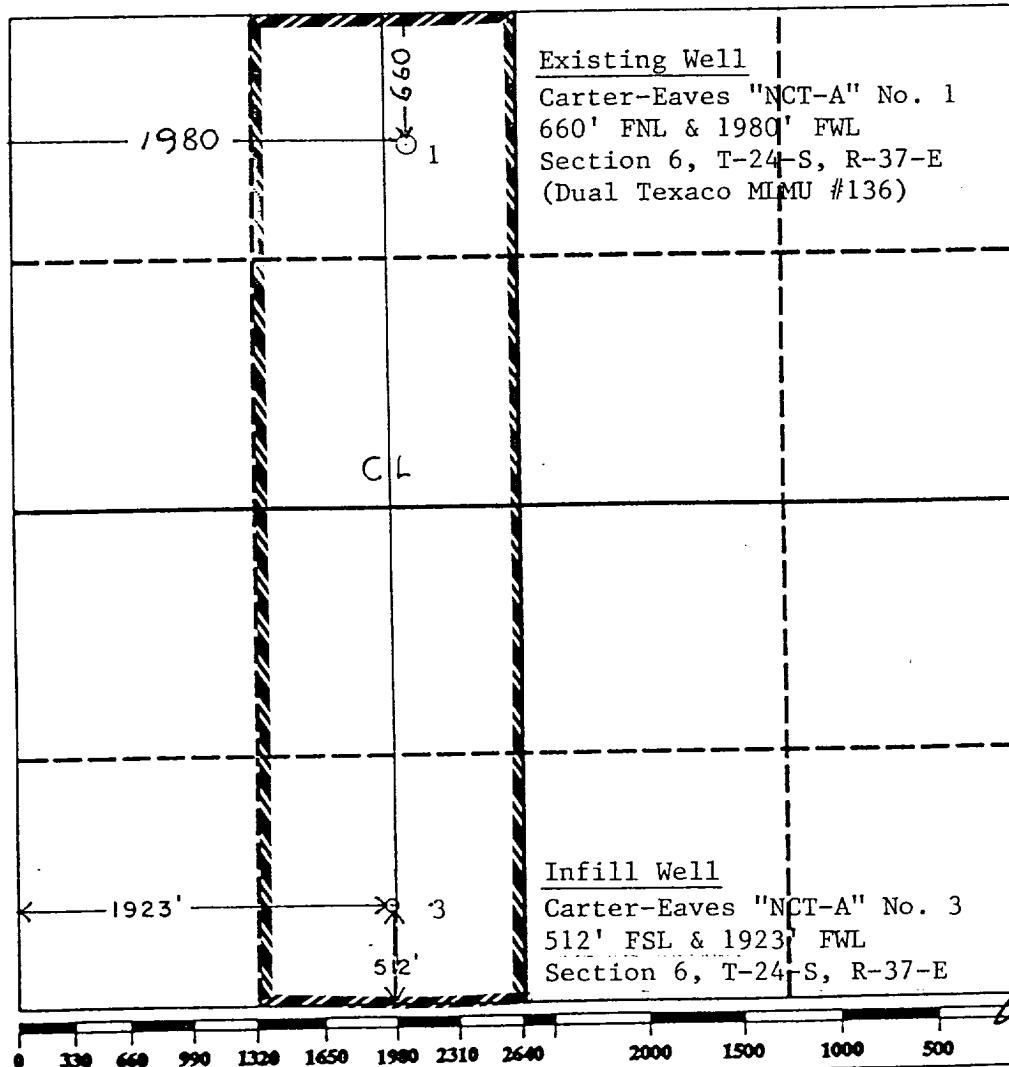 660
Existing Well
Carter-Eaves "NCT-A" No. 1
660' FNL & 1980' FWL
Section 6, T-24-S, R-37-E
(Dual Texaco MLMU #136)
1980
1
C L
Infill Well
Carter-Eaves "NCT-A" No. 3
512' FSL & 1923' FWL
Section 6, T-24-S, R-37-E
1923'
3
512'
0 330 660 990 1320 1650 1980 2310 2640 2000 1500 1000 500